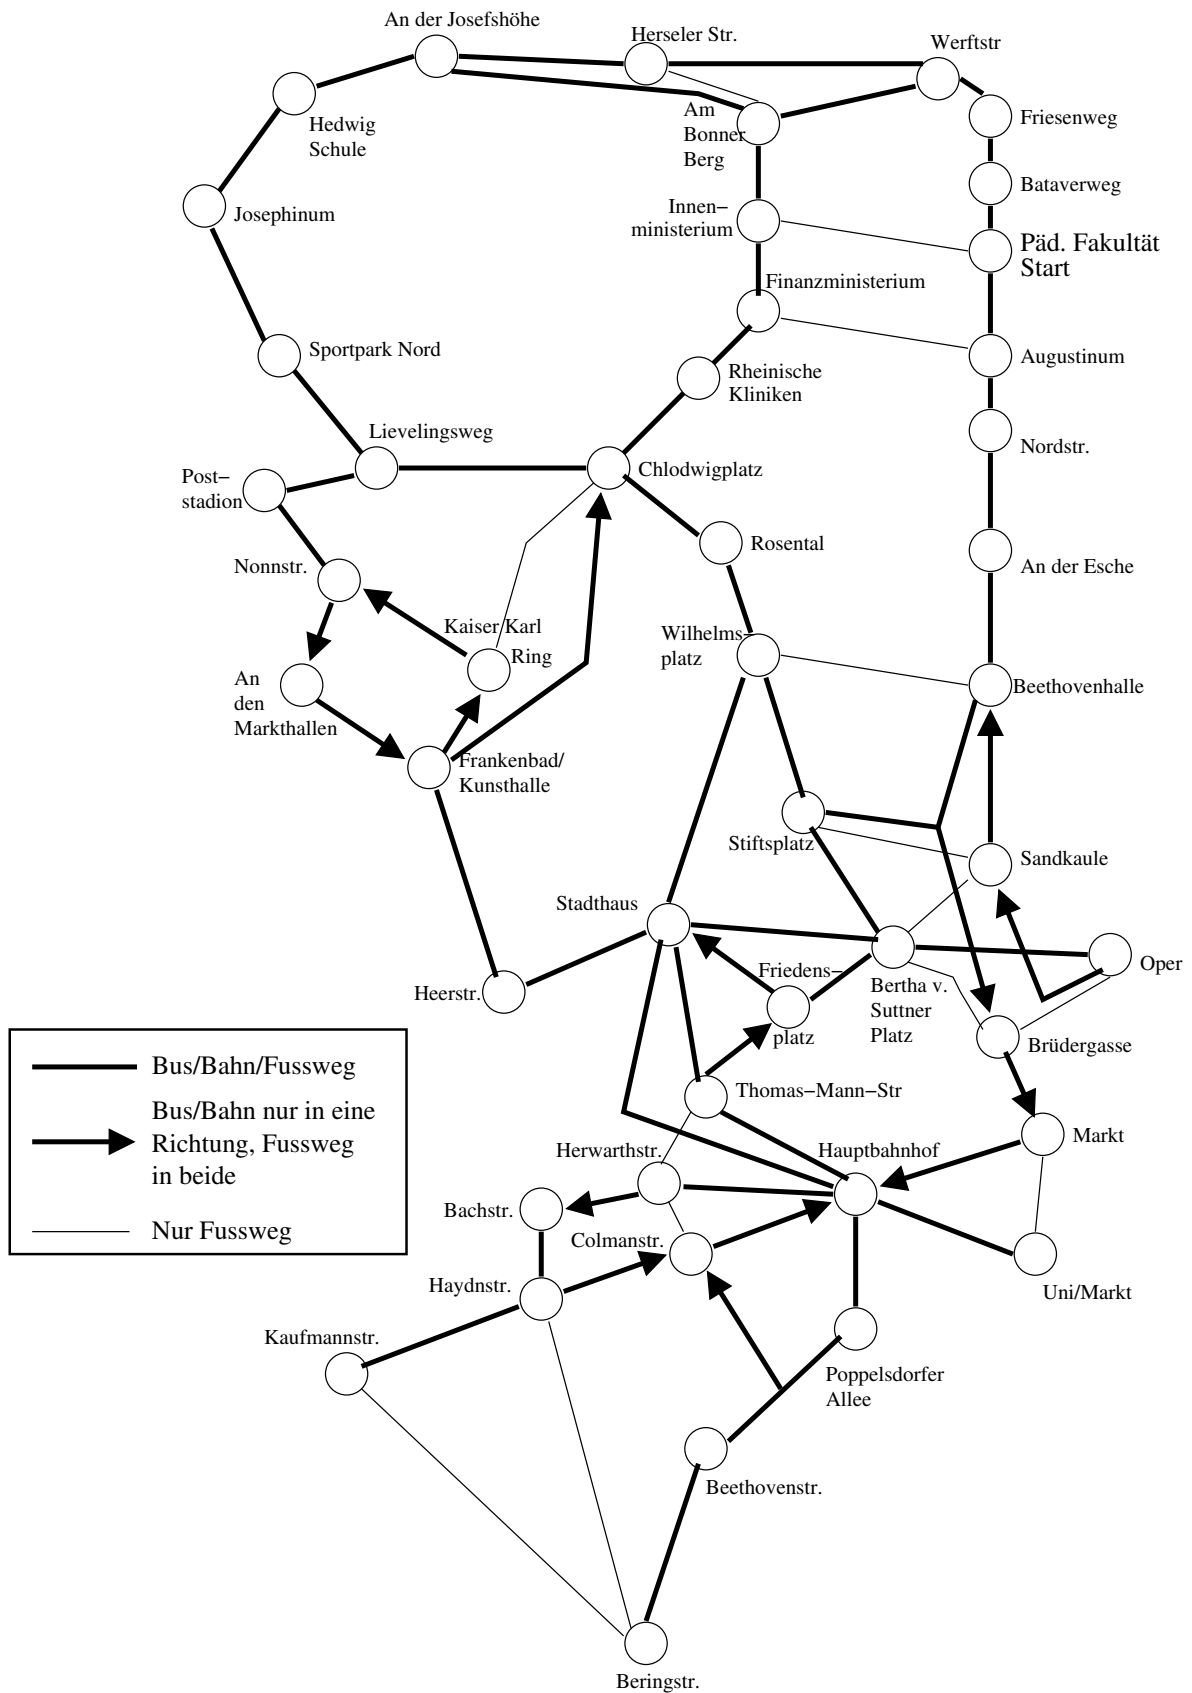 An der Josefshöhe
Herseler Str.
Werftstr
Am
Bonner
Berg
Friesenweg
Hedwig
Schule
Bataverweg
Josephinum
Innen−
ministerium
Päd. Fakultät
Start
Finanzministerium
Sportpark Nord
Augustinum
Rheinische
Kliniken
Lievelingsweg
Nordstr.
Post−
stadion
Chlodwigplatz
Rosental
Nonnstr.
An der Esche
Kaiser Karl
Ring
Wilhelms−
platz
An
den
Markthallen
Beethovenhalle
Frankenbad/
Kunsthalle
Stiftsplatz
Sandkaule
Stadthaus
Oper
Friedens−
platz
Bertha v.
Suttner
Platz
Heerstr.
Brüdergasse
Bus/Bahn/Fussweg
Bus/Bahn nur in eine
Richtung, Fussweg
in beide
Nur Fussweg
Thomas−Mann−Str
Markt
Herwarthstr.
Hauptbahnhof
Bachstr.
Colmanstr.
Haydnstr.
Uni/Markt
Kaufmannstr.
Poppelsdorfer
Allee
Beethovenstr.
Beringstr.